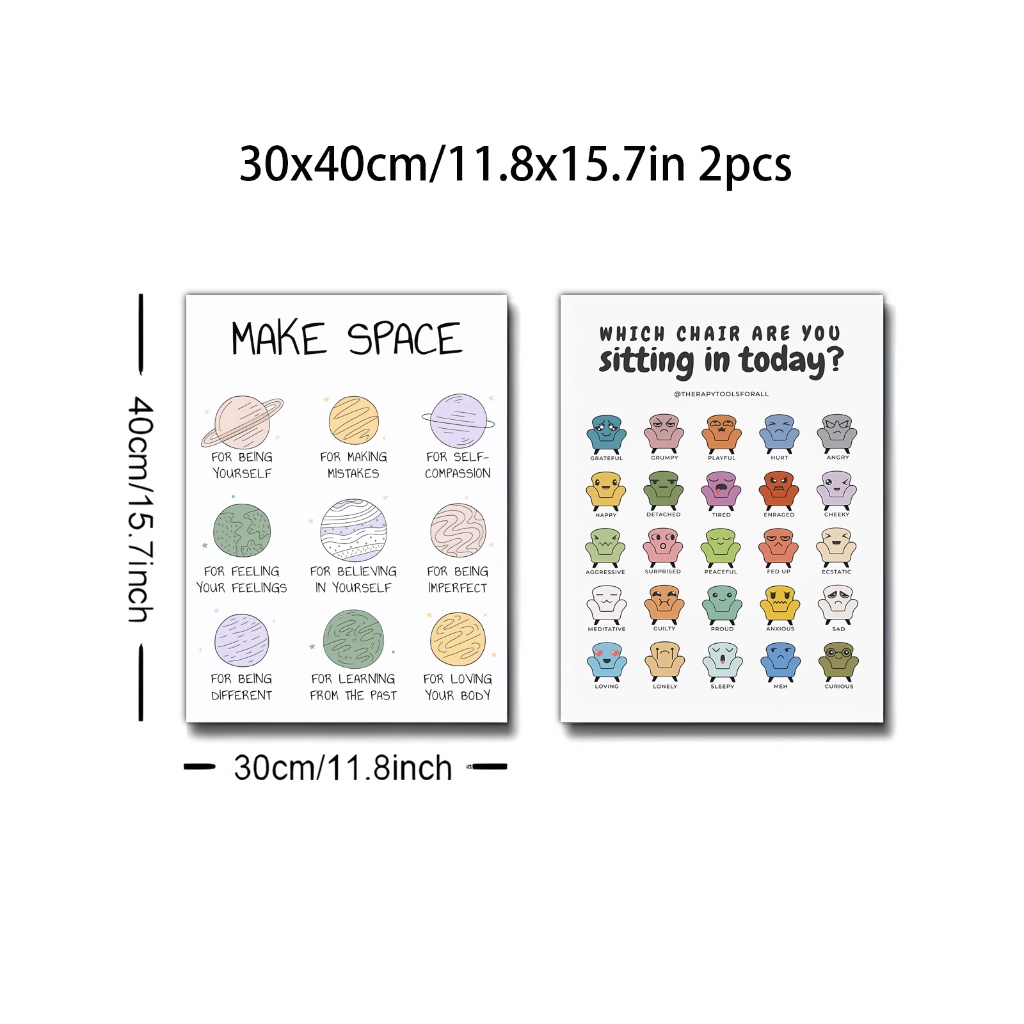 30x40cm/11.8x15.7in 2pcs
40cm/15.7inch
MAKE SPACE
FOR BEING
YOURSELF
FOR MAKING
MISTAKES
FOR SELF-
COMPASSION
FOR FEELING
YOUR FEELINGS
FOR BELIEVING
IN YOURSELF
FOR BEING
IMPERFECT
FOR BEING
DIFFERENT
FOR LEARNING
FROM THE PAST
FOR LOVING
YOUR BODY
30cm/11.8inch
WHICH CHAIR ARE YOU
sitting in today?
@THERAPYTOOLSFORALL
GRATEFUL GRUMPY PLAYFUL HURT ANGRY
HAPPY DETACHED TIRED ENRAGED CHEEKY
AGGRESSIVE SURPRISED PEACEFUL FED UP ECSTATIC
MEDITATIVE GUILTY PROUD ANXIOUS SAD
LOVING LONELY SLEEPY MEH CURIOUS